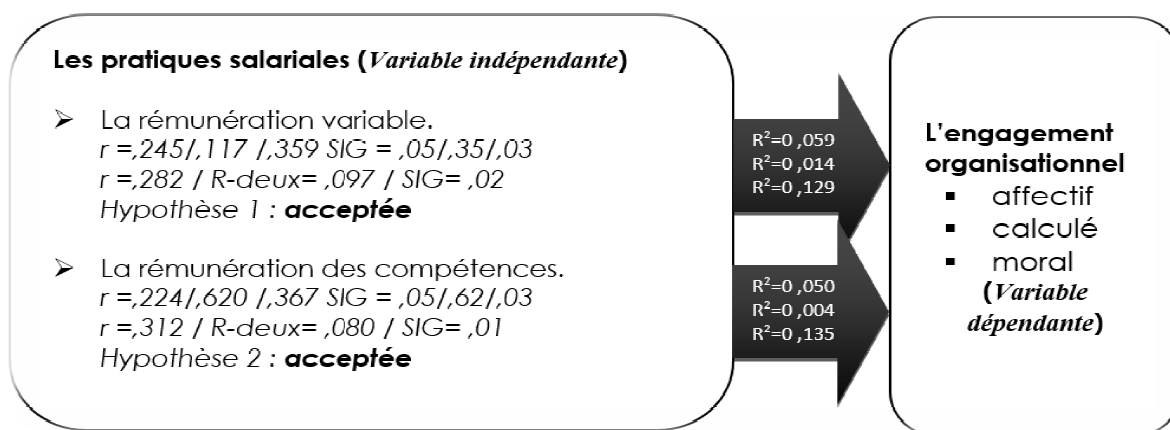 Les pratiques salariales (Variable indépendante)
➢ La rémunération variable.
r =,245/,117 /,359 SIG = ,05/,35/,03
r =,282 / R-deux= ,097 / SIG= ,02
Hypothèse 1 : acceptée
➢ La rémunération des compétences.
r =,224/,620 /,367 SIG = ,05/,62/,03
r =,312 / R-deux= ,080 / SIG= ,01
Hypothèse 2 : acceptée
R²=0 ,059
R²=0 ,014
R²=0 ,129
R²=0 ,050
R²=0 ,004
R²=0 ,135
L'engagement
organisationnel
▪ affectif
▪ calculé
▪ moral
(Variable
dépendante)